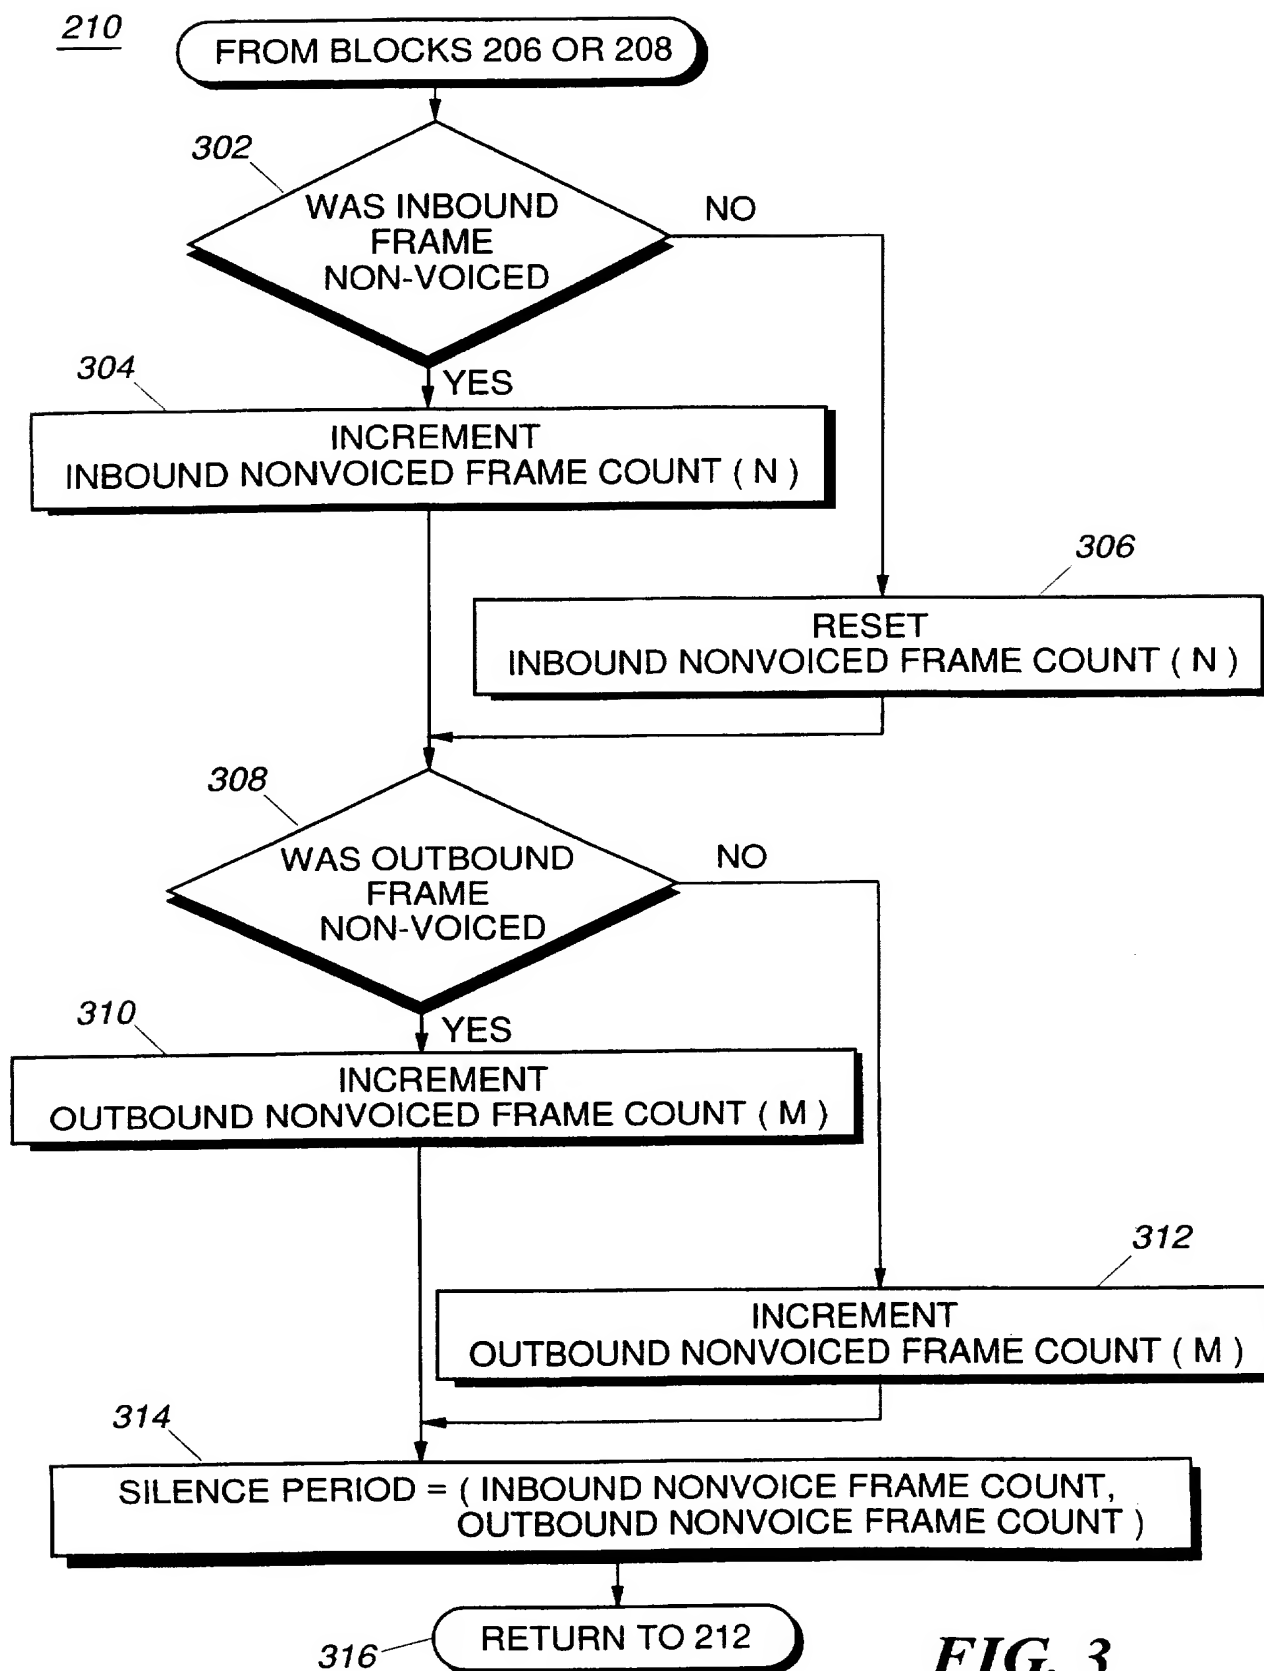 210
FROM BLOCKS 206 OR 208
302
WAS INBOUND
FRAME
NON-VOICED
NO
YES
304
INCREMENT
INBOUND NONVOICED FRAME COUNT ( N )
306
RESET
INBOUND NONVOICED FRAME COUNT ( N )
308
WAS OUTBOUND
FRAME
NON-VOICED
NO
YES
310
INCREMENT
OUTBOUND NONVOICED FRAME COUNT ( M )
312
INCREMENT
OUTBOUND NONVOICED FRAME COUNT ( M )
314
SILENCE PERIOD = ( INBOUND NONVOICE FRAME COUNT,
OUTBOUND NONVOICE FRAME COUNT )
316
RETURN TO 212
FIG. 3